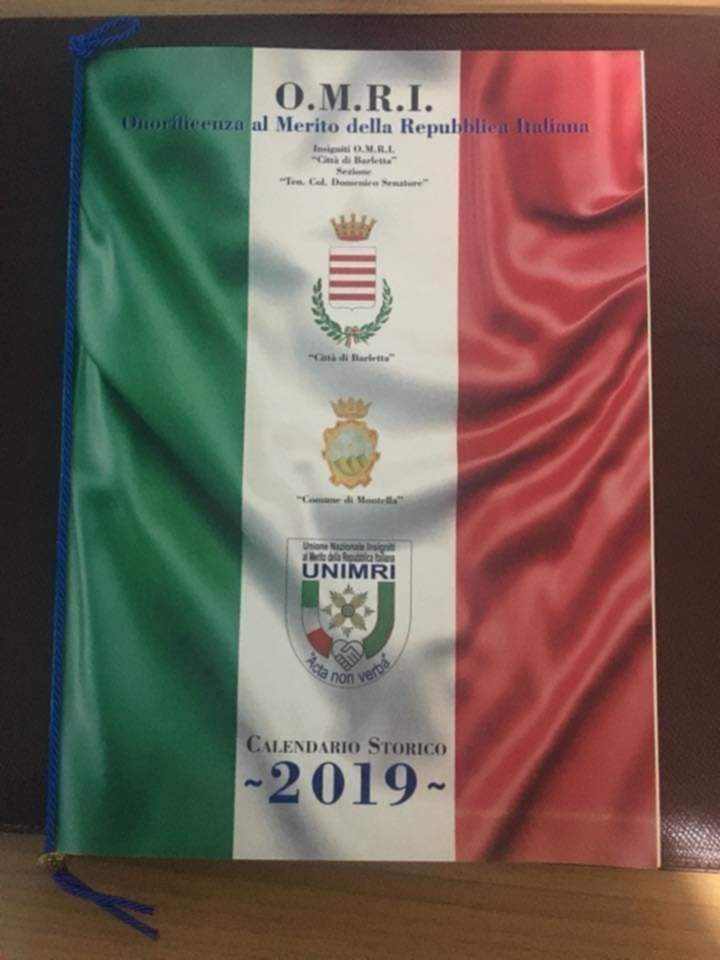 O.M.R.I.
Onorificenza al Merito della Repubblica Italiana
Insigniti O.M.R.I.
"Città di Barletta"
Sezione
"Ten. Col. Domenico Senatore"
"Città di Barletta"
"Comune di Montella"
Unione Nazionale Insigniti
al Merito della Repubblica Italiana
UNIMRI
"Acta non verba"
CALENDARIO STORICO
~2019~